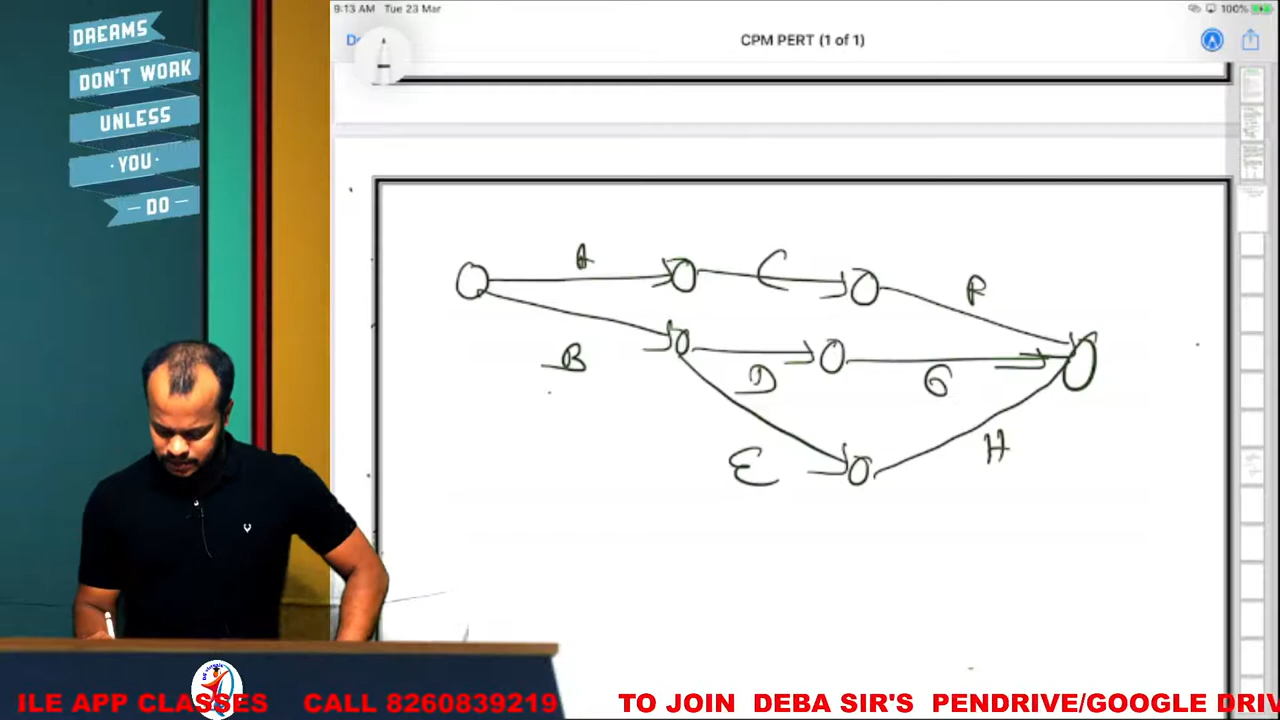 9:13 AM Tue 23 Mar
100%
CPM PERT (1 of 1)
DREAMS
DON'T WORK
UNLESS
· YOU ·
- DO -
A
C
B
D
G
E
H
ILE APP CLASSES CALL 8260839219 TO JOIN DEBA SIR'S PENDRIVE/GOOGLE DRIV